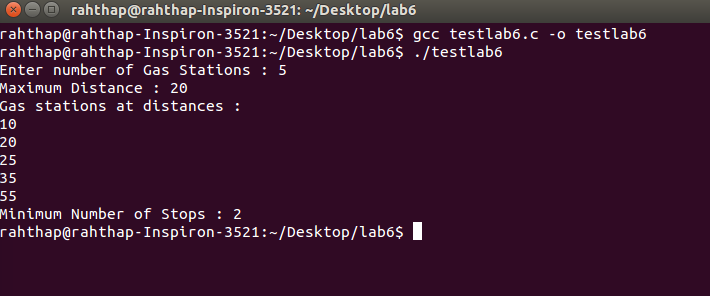 rahthap@rahthap-Inspiron-3521: ~/Desktop/lab6
rahthap@rahthap-Inspiron-3521:~/Desktop/lab6$ gcc testlab6.c -o testlab6
rahthap@rahthap-Inspiron-3521:~/Desktop/lab6$ ./testlab6
Enter number of Gas Stations : 5
Maximum Distance : 20
Gas stations at distances :
10
20
25
35
55
Minimum Number of Stops : 2
rahthap@rahthap-Inspiron-3521:~/Desktop/lab6$